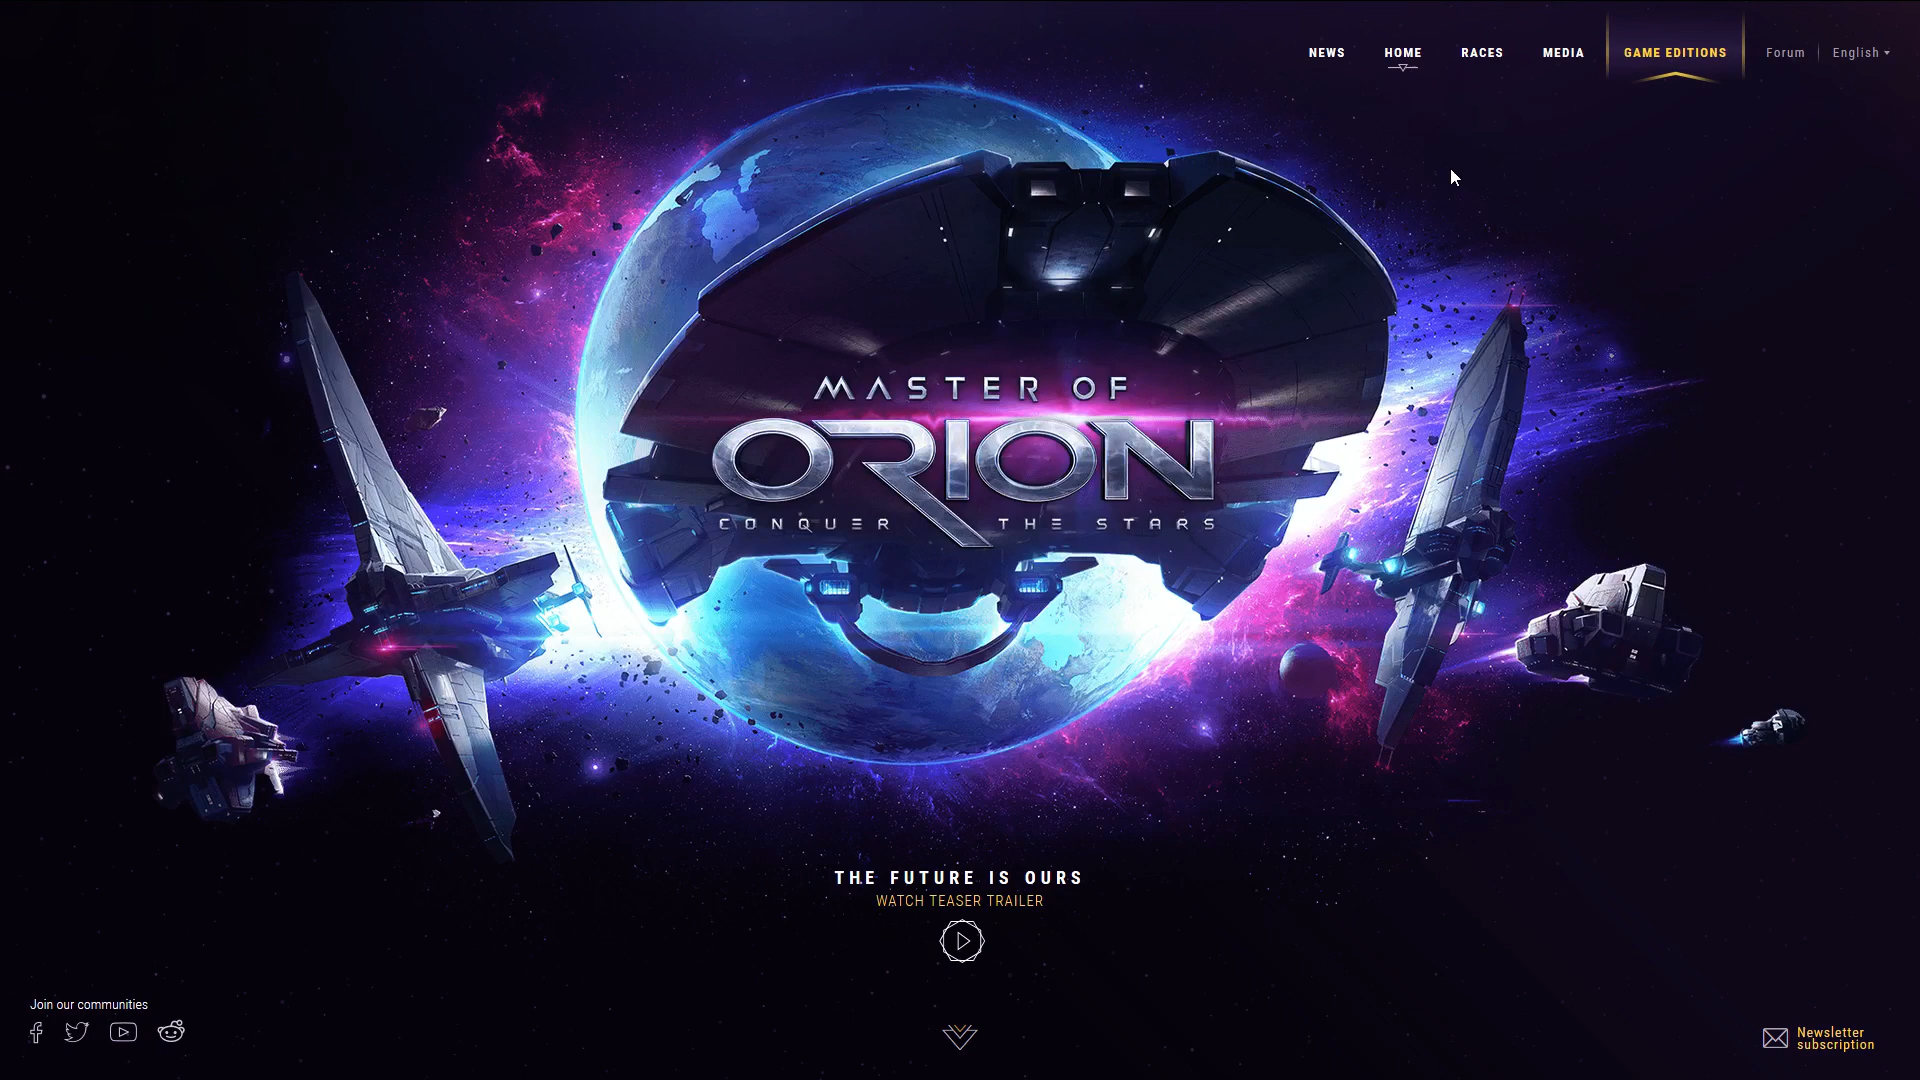 NEWS HOME RACES MEDIA GAME EDITIONS Forum English
MASTER OF
ORION
CONQUER THE STARS
THE FUTURE IS OURS
WATCH TEASER TRAILER
Join our communities
Newsletter
subscription